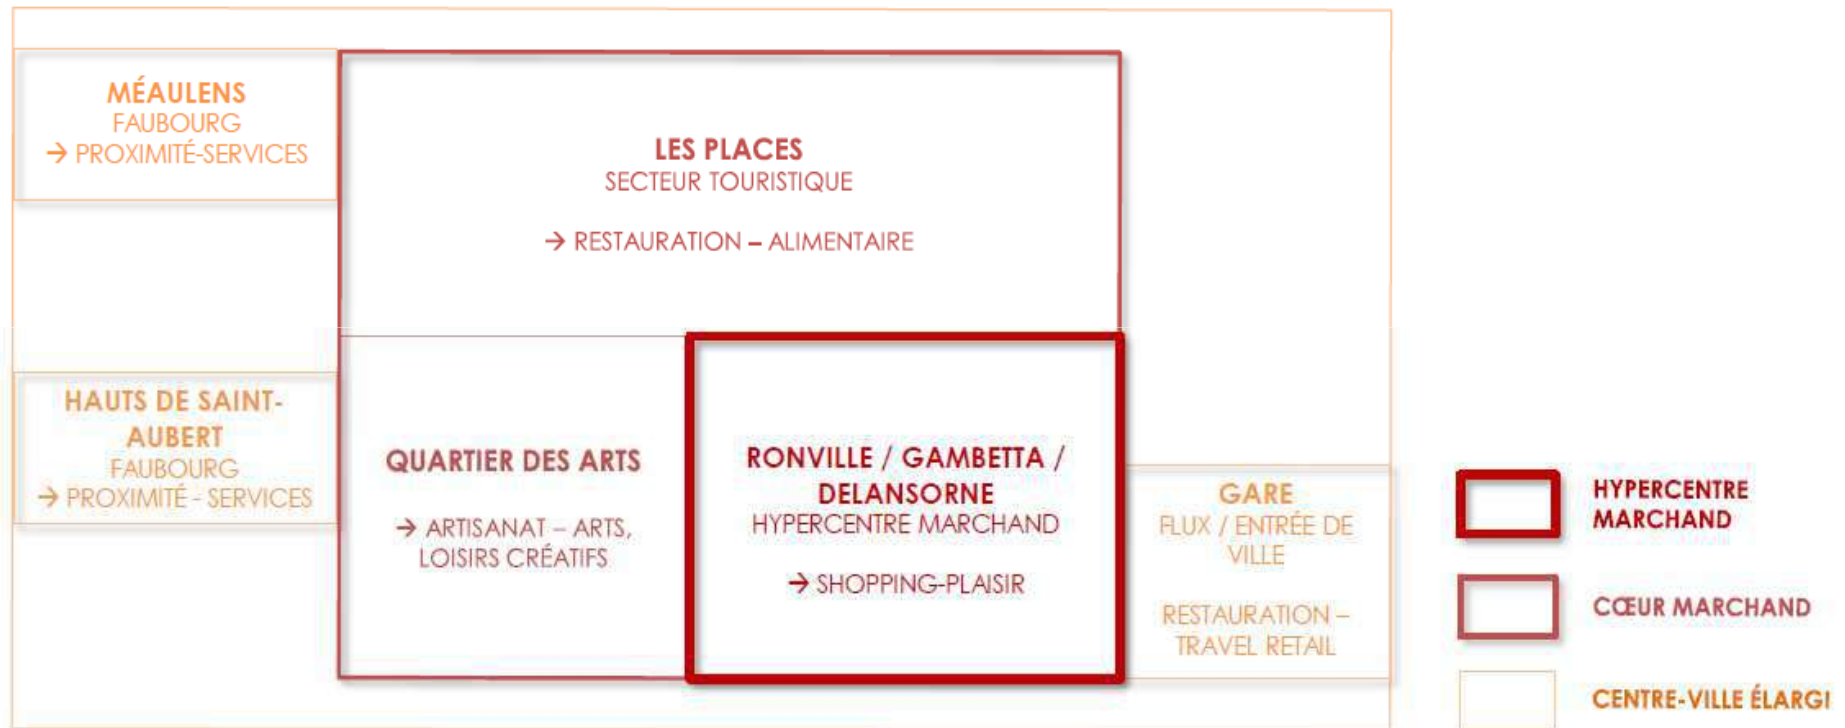 MÉAULENS
FAUBOURG
→ PROXIMITÉ-SERVICES
LES PLACES
SECTEUR TOURISTIQUE
→ RESTAURATION – ALIMENTAIRE
HAUTS DE SAINT-
AUBERT
FAUBOURG
→ PROXIMITÉ - SERVICES
QUARTIER DES ARTS
→ ARTISANAT – ARTS,
LOISIRS CRÉATIFS
RONVILLE / GAMBETTA /
DELANSORNE
HYPERCENTRE MARCHAND
→ SHOPPING-PLAISIR
GARE
FLUX / ENTRÉE DE
VILLE
RESTAURATION –
TRAVEL RETAIL
HYPERCENTRE
MARCHAND
CŒUR MARCHAND
CENTRE-VILLE ÉLARGI